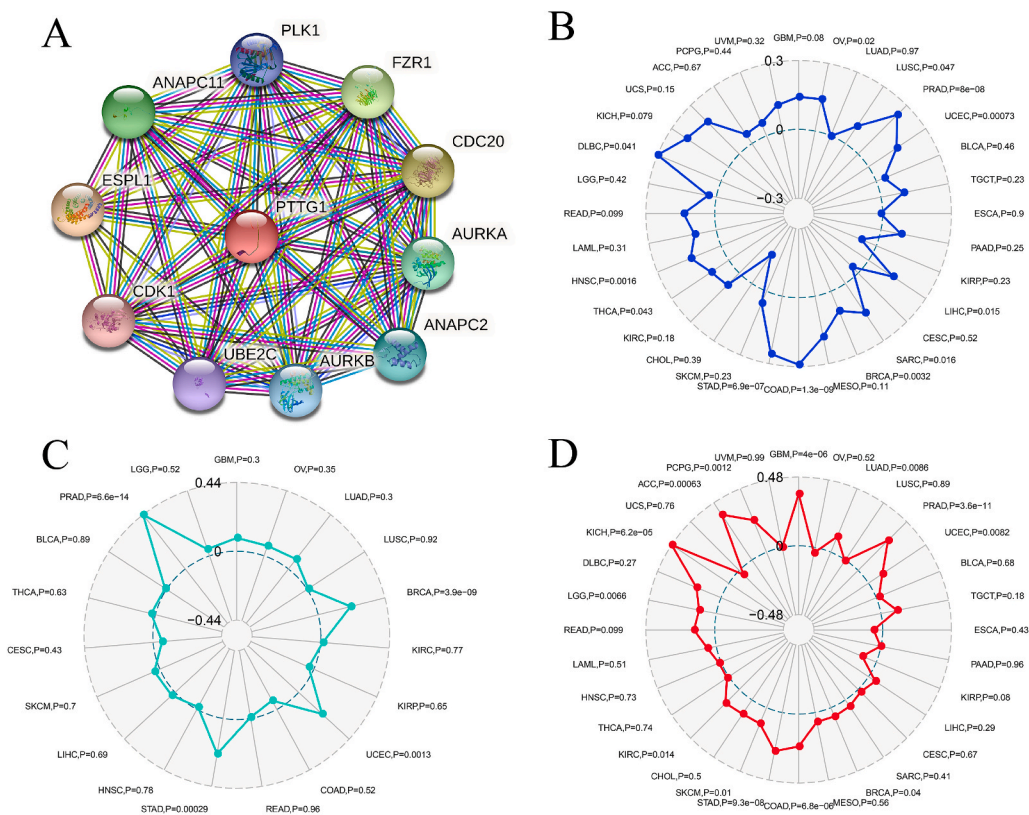 A
PLK1
FZR1
ANAPC11
CDC20
ESPL1
PTTG1
AURKA
CDK1
ANAPC2
UBE2C
AURKB
B
GBM,P=0.08
OV,P=0.02
LUAD,P=0.97
LUSC,P=0.047
PRAD,P=8e-08
UCEC,P=0.00073
BLCA,P=0.46
TGCT,P=0.23
ESCA,P=0.9
PAAD,P=0.25
KIRP,P=0.23
LIHC,P=0.015
CESC,P=0.52
SARC,P=0.016
BRCA,P=0.0032
MESO,P=0.11
COAD,P=1.3e-09
STAD,P=6.9e-07
SKCM,P=0.23
CHOL,P=0.39
KIRC,P=0.18
THCA,P=0.043
HNSC,P=0.0016
LAML,P=0.31
READ,P=0.099
LGG,P=0.42
DLBC,P=0.041
KICH,P=0.079
UCS,P=0.15
ACC,P=0.67
PCPG,P=0.44
UVM,P=0.32
0.3
0
−0.3
C
GBM,P=0.3
OV,P=0.35
LUAD,P=0.3
LUSC,P=0.92
BRCA,P=3.9e-09
KIRC,P=0.77
KIRP,P=0.65
UCEC,P=0.0013
COAD,P=0.52
READ,P=0.96
STAD,P=0.00029
HNSC,P=0.78
LIHC,P=0.69
SKCM,P=0.7
CESC,P=0.43
THCA,P=0.63
BLCA,P=0.89
PRAD,P=6.6e-14
LGG,P=0.52
0.44
0
−0.44
D
GBM,P=4e-06
OV,P=0.52
LUAD,P=0.0086
LUSC,P=0.89
PRAD,P=3.6e-11
UCEC,P=0.0082
BLCA,P=0.68
TGCT,P=0.18
ESCA,P=0.43
PAAD,P=0.96
KIRP,P=0.08
LIHC,P=0.29
CESC,P=0.67
SARC,P=0.41
BRCA,P=0.04
MESO,P=0.56
COAD,P=6.8e-06
STAD,P=9.3e-08
SKCM,P=0.01
CHOL,P=0.5
KIRC,P=0.014
THCA,P=0.74
HNSC,P=0.73
LAML,P=0.51
READ,P=0.099
LGG,P=0.0066
DLBC,P=0.27
KICH,P=6.2e-05
UCS,P=0.76
ACC,P=0.00063
PCPG,P=0.0012
UVM,P=0.99
0.48
0
−0.48